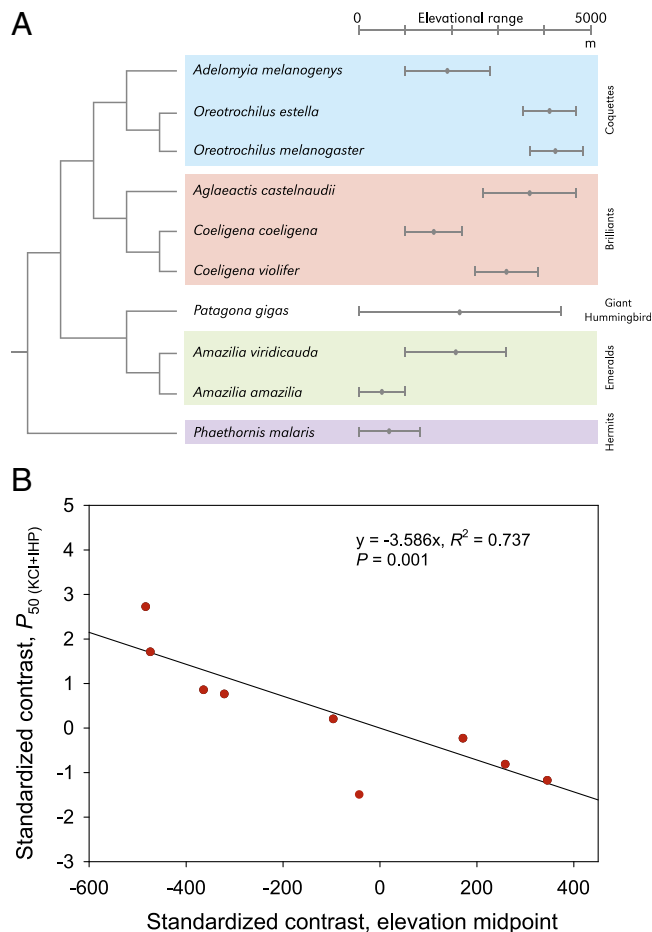 A
Elevational range
0
5000
m
Adelomyia melanogenys
Oreotrochilus estella
Oreotrochilus melanogaster
Coquettes
Aglaeactis castelnaudii
Coeligena coeligena
Coeligena violifer
Brilliants
Patagona gigas
Giant
Hummingbird
Amazilia viridicauda
Amazilia amazilia
Emeralds
Phaethornis malaris
Hermits
B
y = -3.586x, R² = 0.737
P = 0.001
Standardized contrast, P50 (KCl+IHP)
5
4
3
2
1
0
-1
-2
-3
-600
-400
-200
0
200
400
Standardized contrast, elevation midpoint